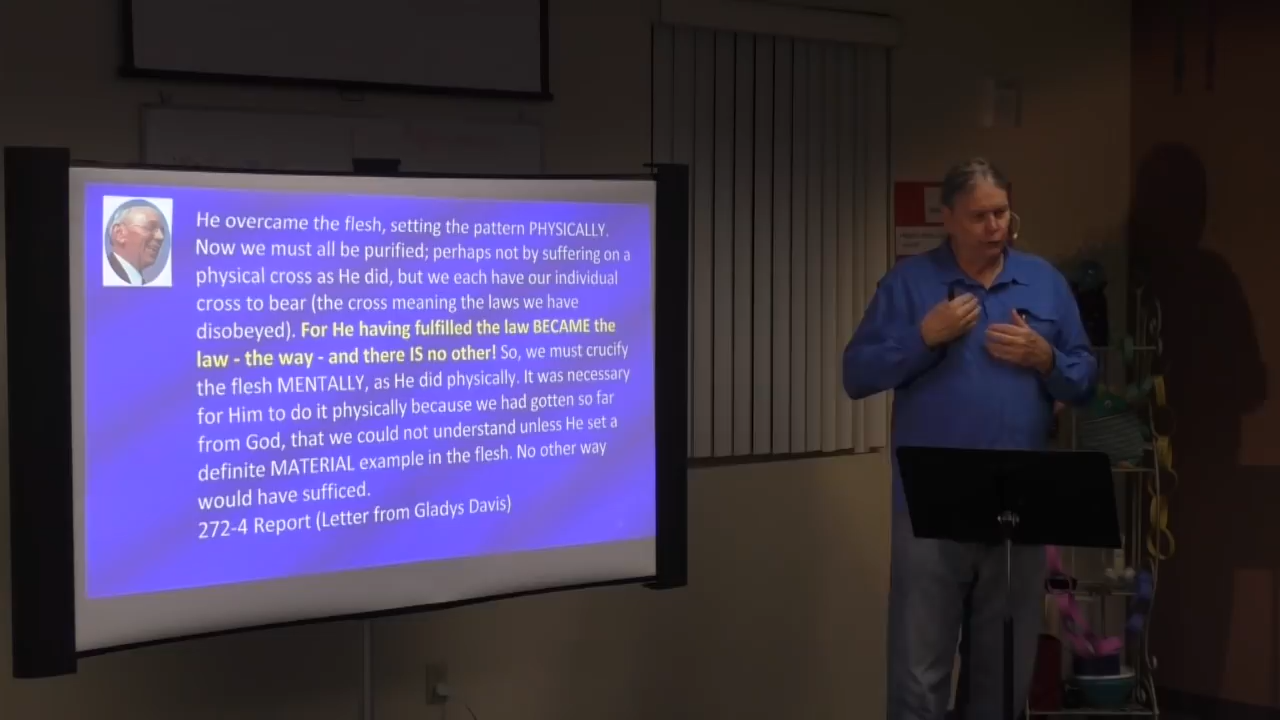 He overcame the flesh, setting the pattern PHYSICALLY.
Now we must all be purified; perhaps not by suffering on a
physical cross as He did, but we each have our individual
cross to bear (the cross meaning the laws we have
disobeyed). For He having fulfilled the law BECAME the
law - the way - and there IS no other! So, we must crucify
the flesh MENTALLY, as He did physically. It was necessary
for Him to do it physically because we had gotten so far
from God, that we could not understand unless He set a
definite MATERIAL example in the flesh. No other way
would have sufficed.
272-4 Report (Letter from Gladys Davis)